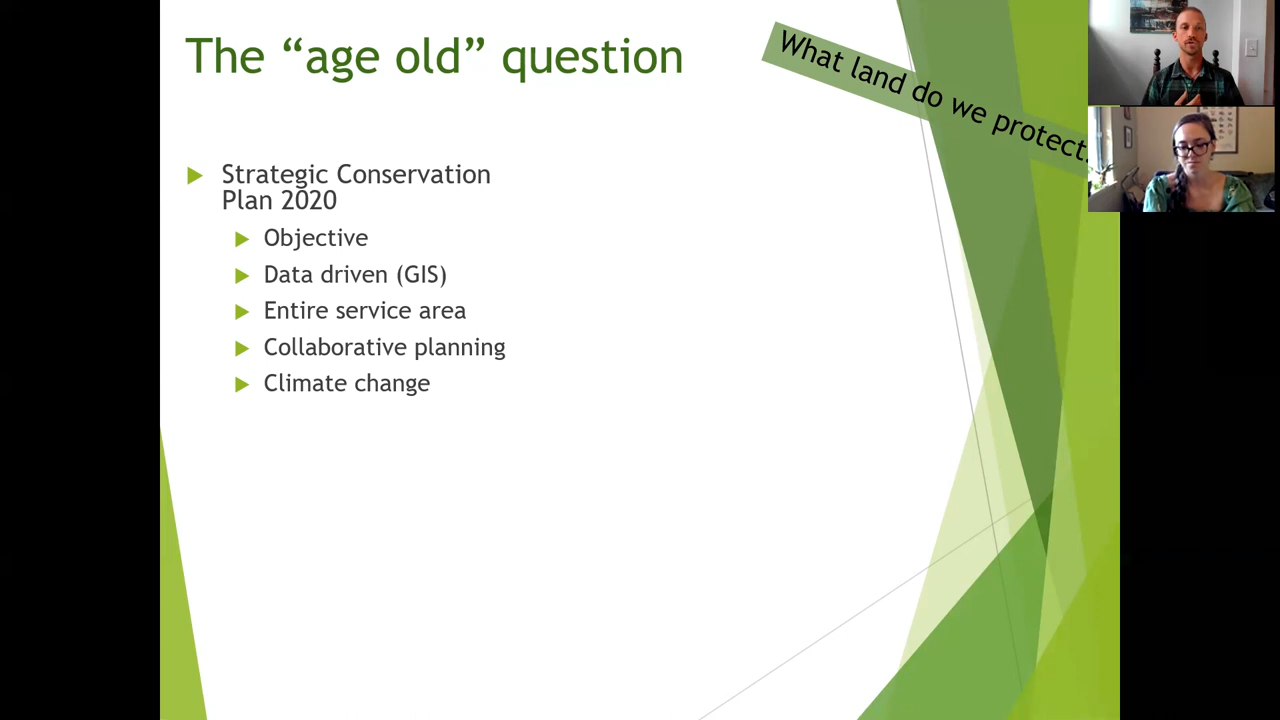 The “age old” question
What land do we protect.
Strategic Conservation
Plan 2020
Objective
Data driven (GIS)
Entire service area
Collaborative planning
Climate change